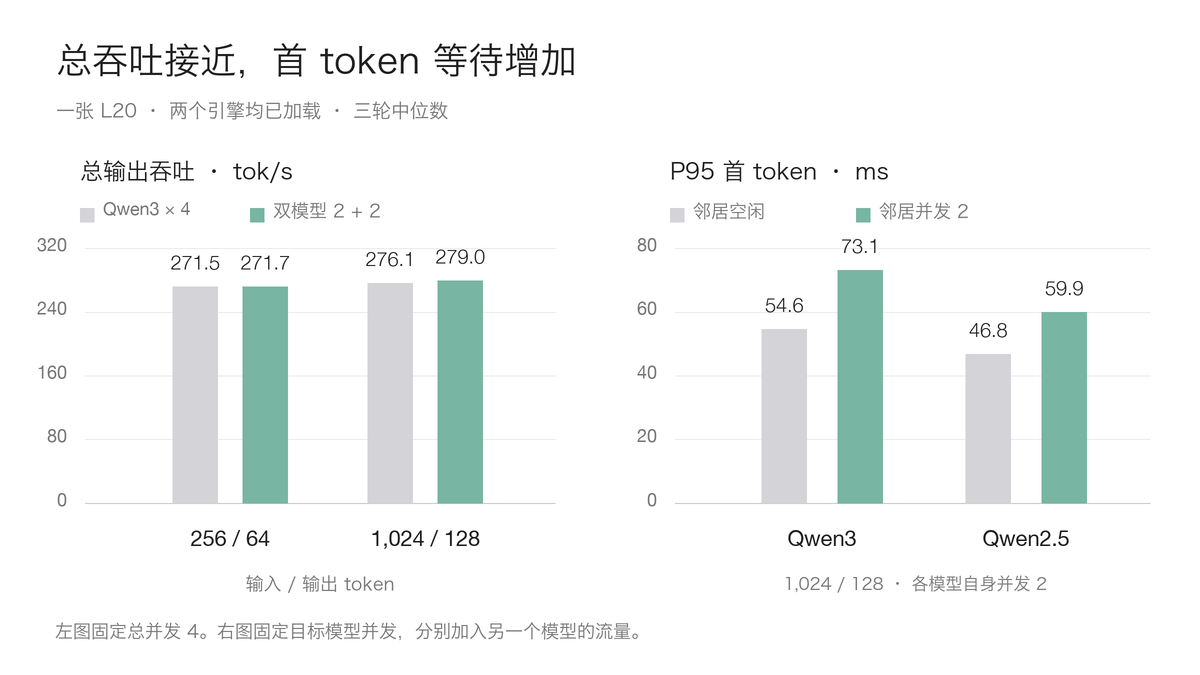 总吞吐接近，首 token 等待增加
一张 L20 · 两个引擎均已加载 · 三轮中位数
总输出吞吐 · tok/s
Qwen3 × 4 双模型 2 + 2
320
240
160
80
0
271.5 271.7 276.1 279.0
256 / 64 1,024 / 128
输入 / 输出 token
P95 首 token · ms
邻居空闲 邻居并发 2
80
60
40
20
0
54.6 73.1 46.8 59.9
Qwen3 Qwen2.5
1,024 / 128 · 各模型自身并发 2
左图固定总并发 4。右图固定目标模型并发，分别加入另一个模型的流量。